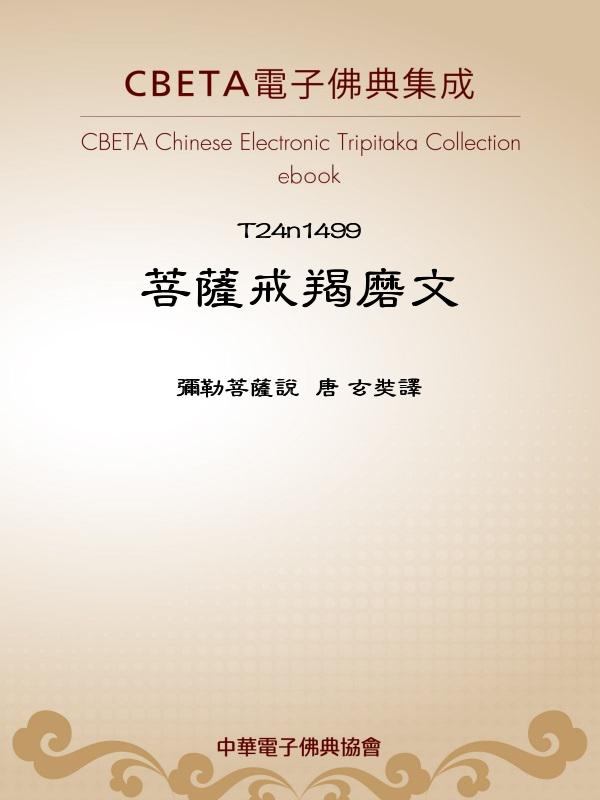 CBETA電子佛典集成
CBETA Chinese Electronic Tripitaka Collection
ebook
T24n1499
菩薩戒羯磨文
彌勒菩薩說 唐 玄奘譯
中華電子佛典協會